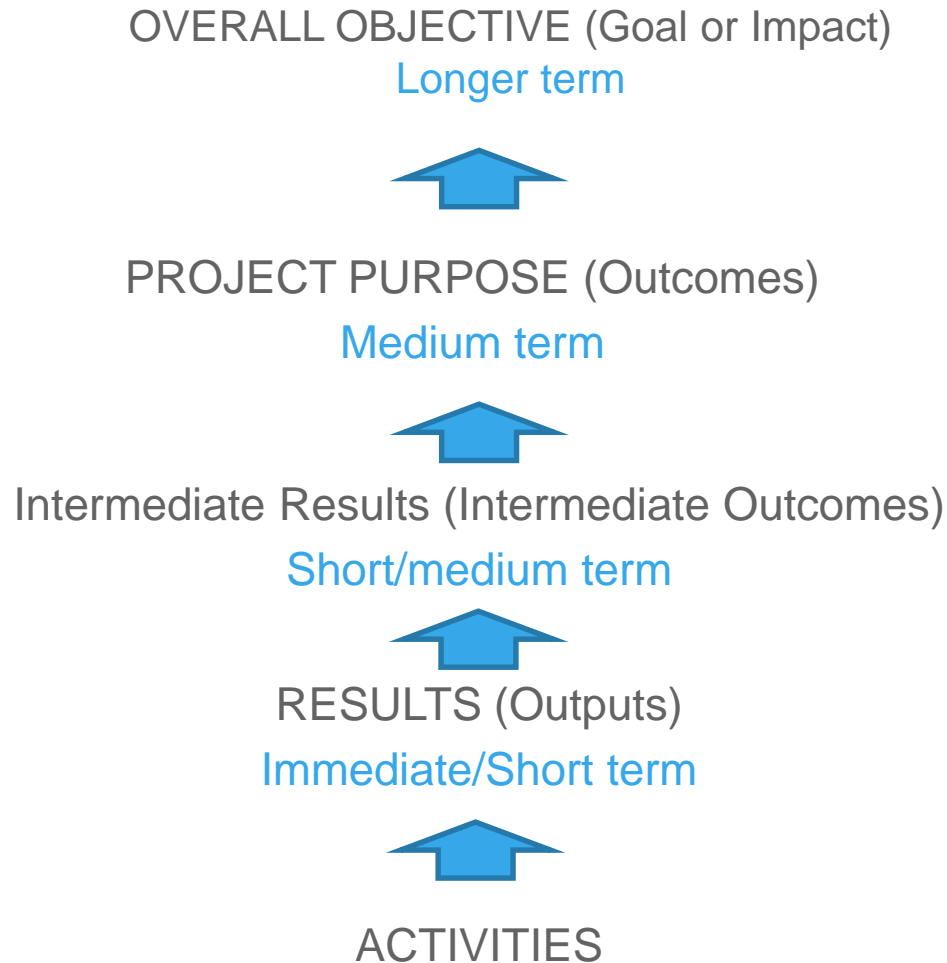 OVERALL OBJECTIVE (Goal or Impact)
Longer term
PROJECT PURPOSE (Outcomes)
Medium term
Intermediate Results (Intermediate Outcomes)
Short/medium term
RESULTS (Outputs)
Immediate/Short term
ACTIVITIES